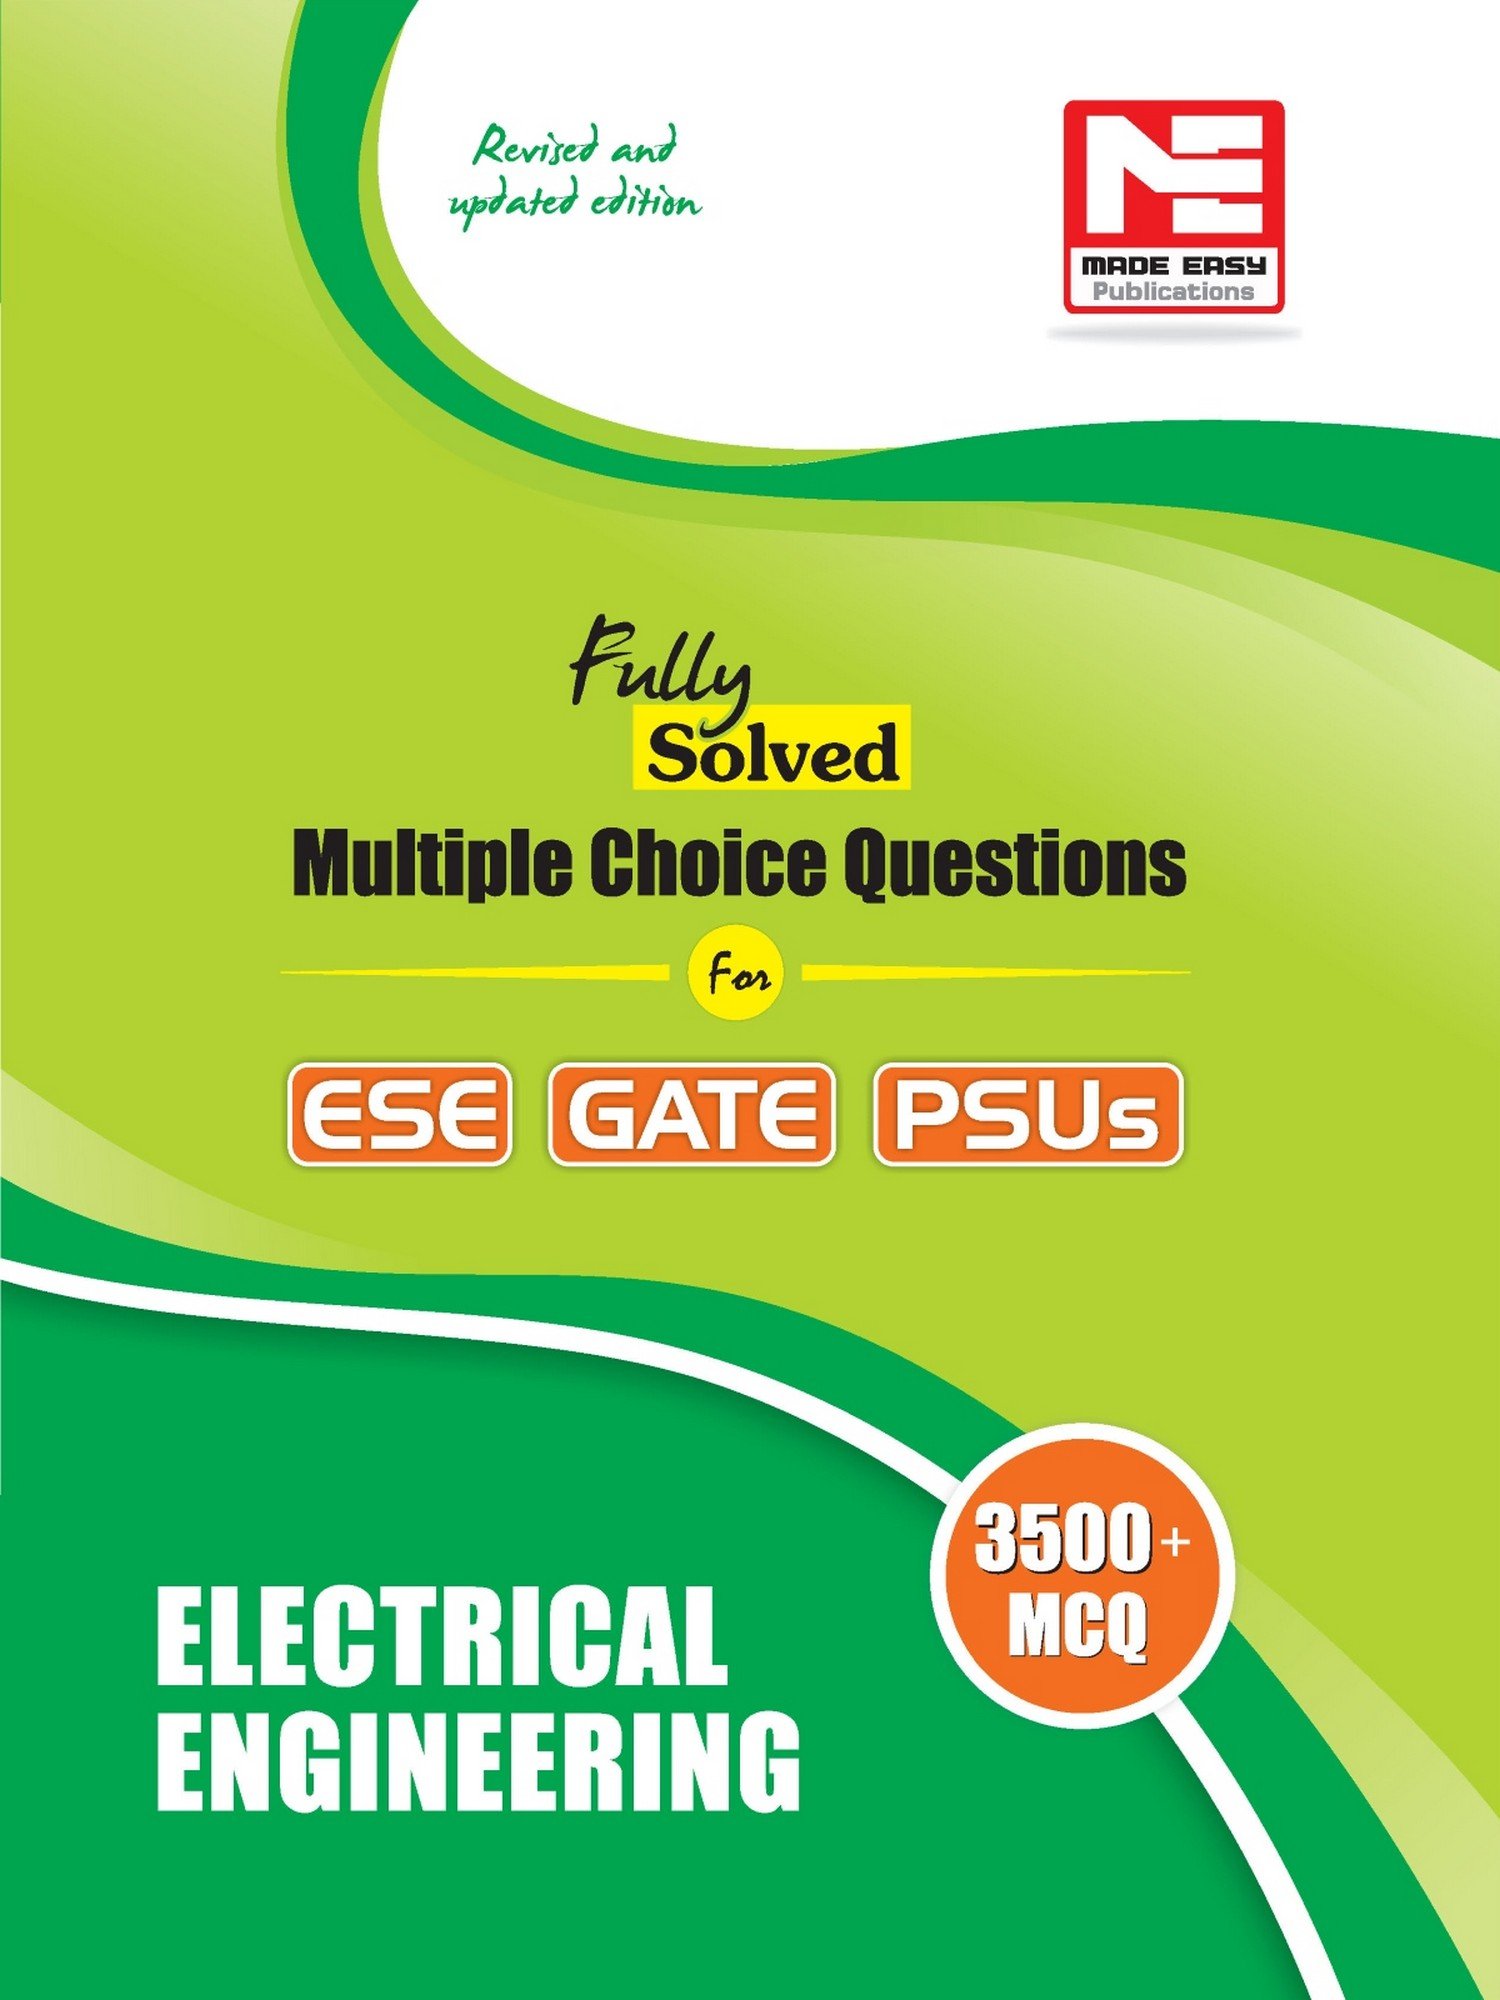 Revised and
updated edition
MADE EASY
Publications
Fully
Solved
Multiple Choice Questions
For
ESE GATE PSUs
3500+
MCQ
ELECTRICAL
ENGINEERING